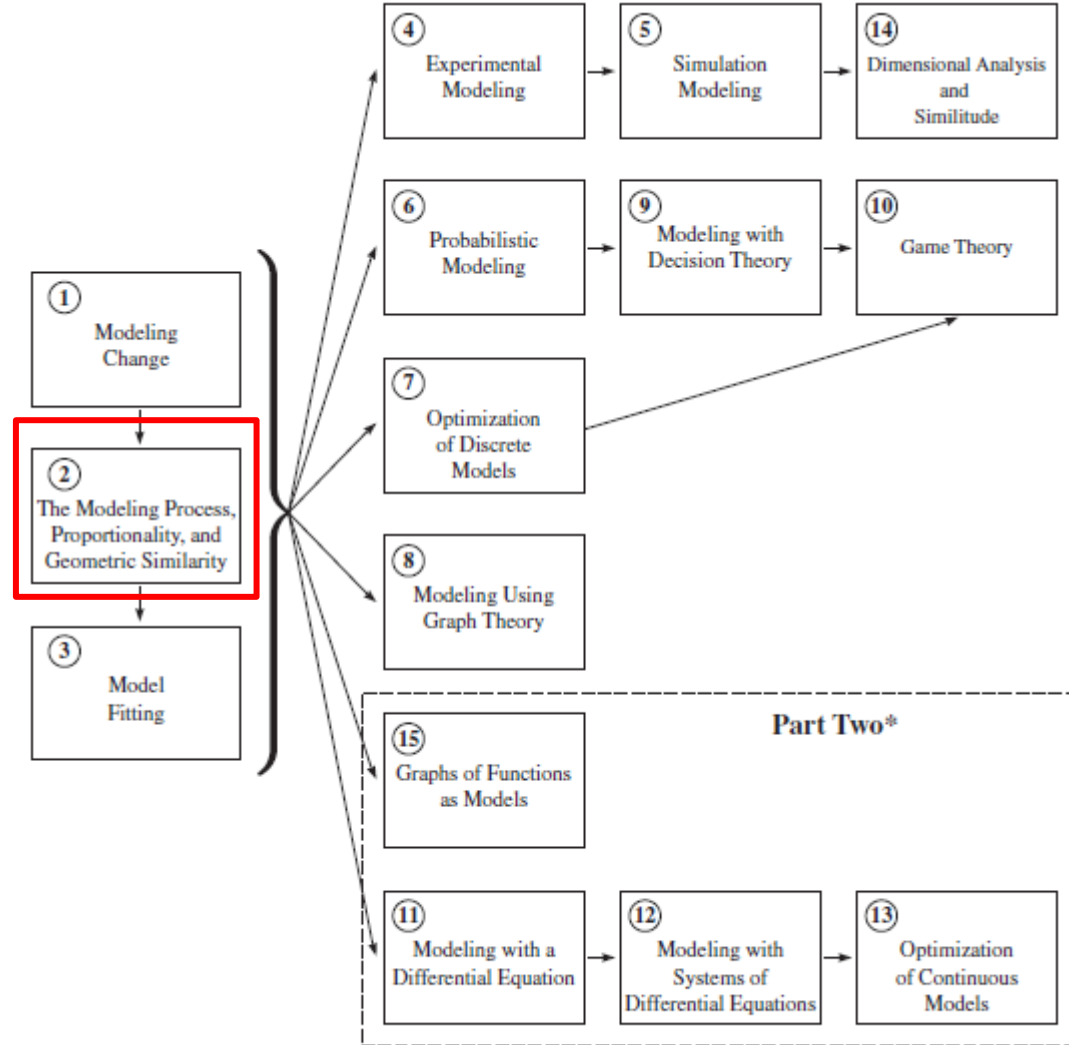 1
Modeling
Change
2
The Modeling Process,
Proportionality, and
Geometric Similarity
3
Model
Fitting
4
Experimental
Modeling
5
Simulation
Modeling
14
Dimensional Analysis
and
Similitude
6
Probabilistic
Modeling
9
Modeling with
Decision Theory
10
Game Theory
7
Optimization
of Discrete
Models
8
Modeling Using
Graph Theory
Part Two*
15
Graphs of Functions
as Models
11
Modeling with a
Differential Equation
12
Modeling with
Systems of
Differential Equations
13
Optimization
of Continuous
Models